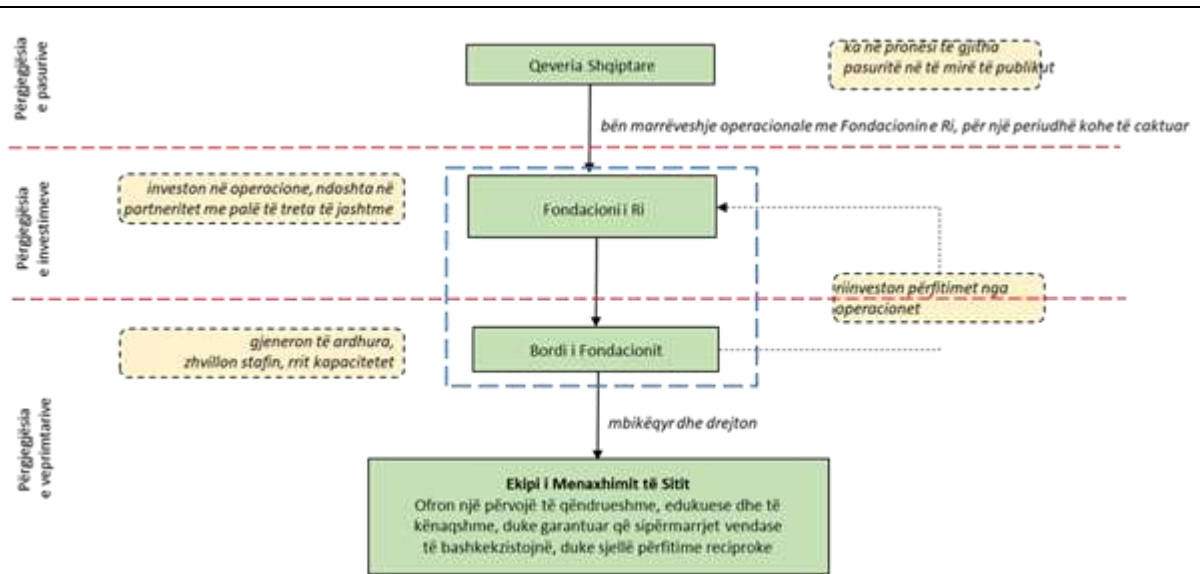 Përgjegjësia
e pasurive
Qeveria Shqiptare
ka në pronësi të gjitha
pasuritë në të mirë të publikut
bën marrëveshje operacionale me Fondacionin e Ri, për një periudhë kohe të caktuar
Përgjegjësia
e investimeve
investon në operacione, ndoshta në
partneritet me palë të treta të jashtme
Fondacioni i Ri
riinveston përfitimet nga
operacionet
gjeneron të ardhura,
zhvillon stafin, rrit kapacitetet
Bordi i Fondacionit
Përgjegjësia
e veprimtarive
mbikëqyr dhe drejton
Ekipi i Menaxhimit të Sitit
Ofron një përvojë të qëndrueshme, edukuese dhe të
kënaqshme, duke garantuar që sipërmarrjet vendase
të bashkekzistojnë, duke sjellë përfitime reciproke